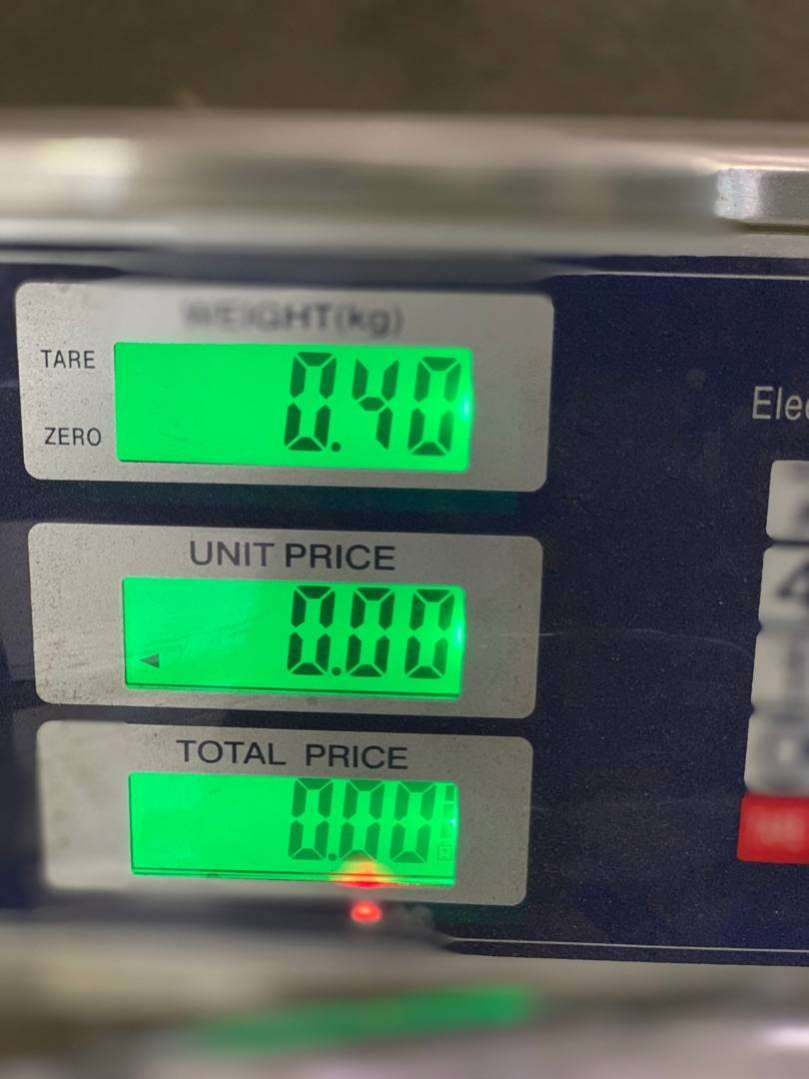 WEIGHT(kg)
TARE
0.40
ZERO
UNIT PRICE
0.00
TOTAL PRICE
0.00